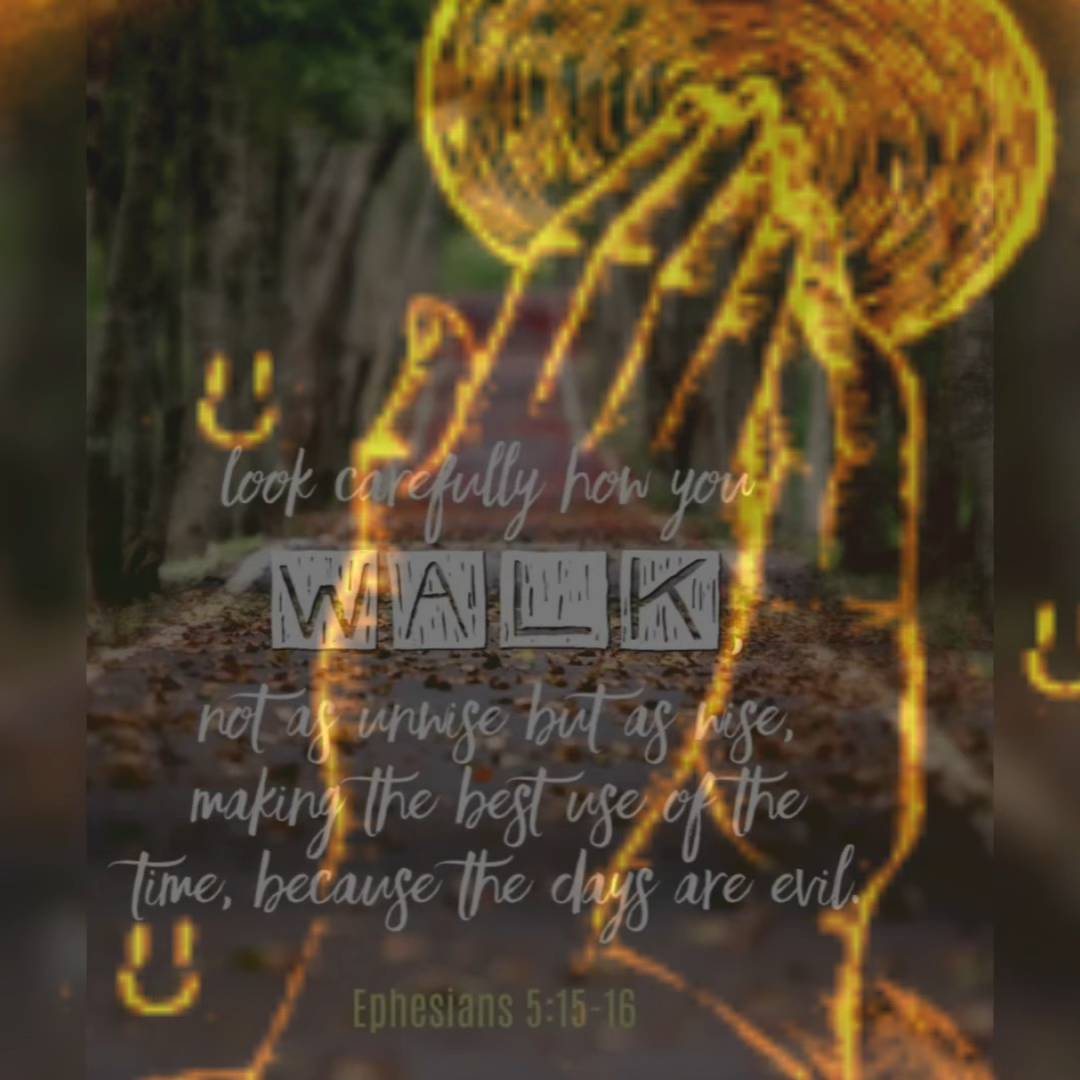 look carefully how you
WALK,
not as unwise but as wise,
making the best use of the
time, because the days are evil.
Ephesians 5:15-16